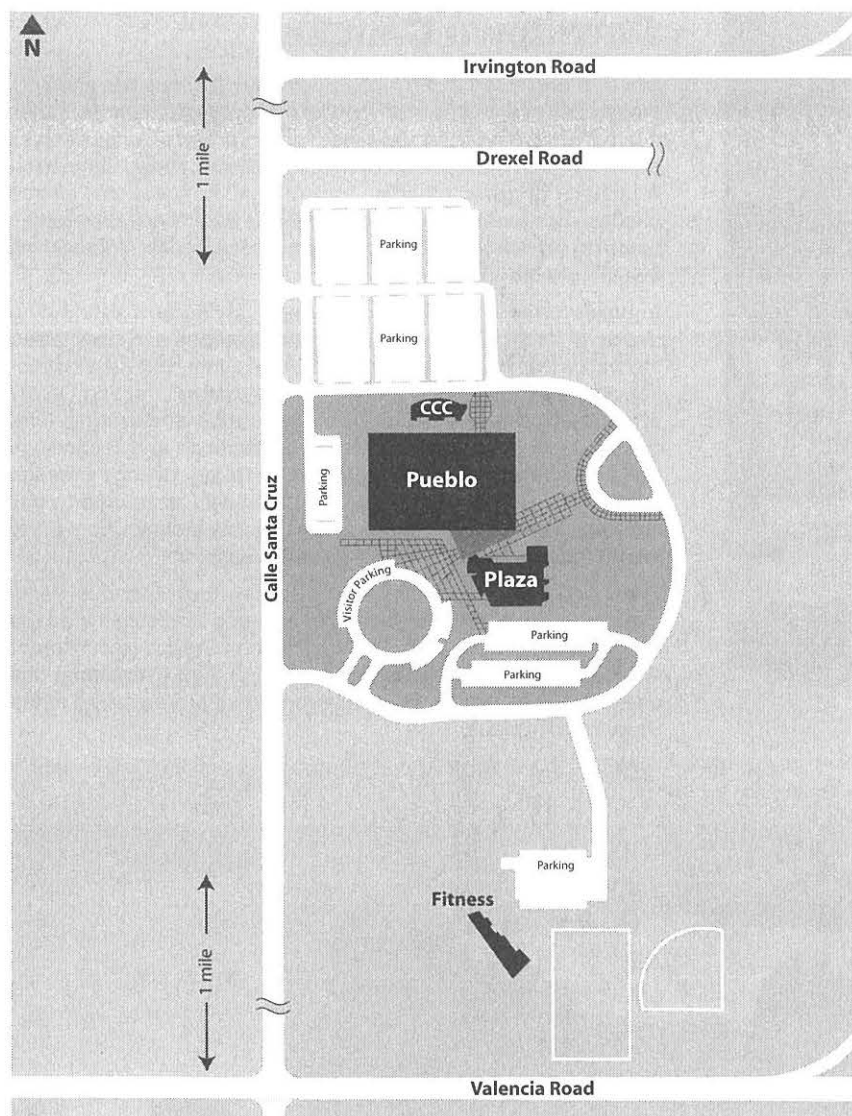 N
Irvington Road
1 mile
Drexel Road
Parking
Parking
CCC
Pueblo
Parking
Calle Santa Cruz
Plaza
Visitor Parking
Parking
Parking
Parking
Fitness
1 mile
Valencia Road